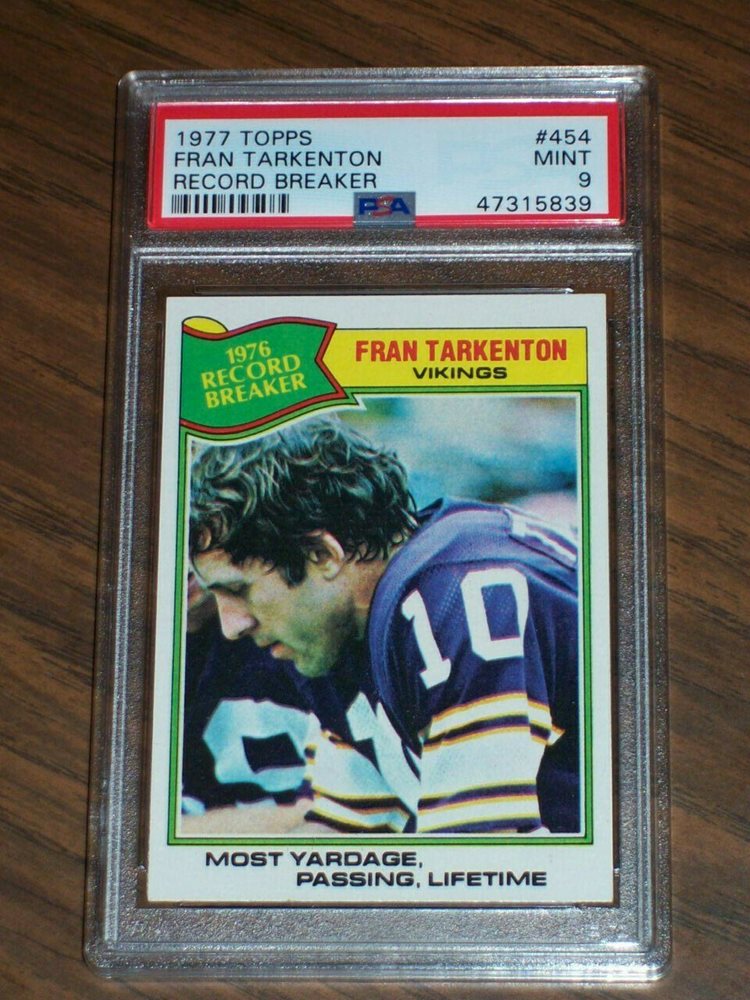 1977 TOPPS #454
FRAN TARKENTON MINT
RECORD BREAKER 9
PSA 47315839
1976
RECORD
BREAKER
FRAN TARKENTON
VIKINGS
10
10
MOST YARDAGE,
PASSING, LIFETIME